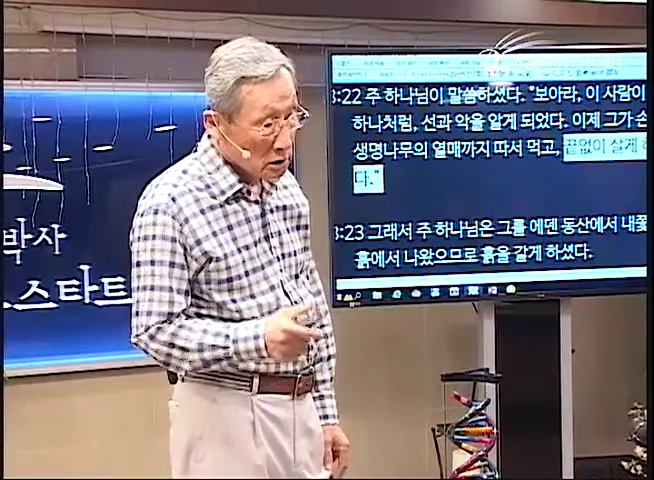 3:22 주 하나님이 말씀하셨다. "보아라, 이 사람이
하나처럼, 선과 악을 알게 되었다. 이제 그가 손
생명나무의 열매까지 따서 먹고, 끝없이 살게
다."
3:23 그래서 주 하나님은 그를 에덴 동산에서 내쫓
흙에서 나왔으므로 흙을 갈게 하셨다.
박사
스타트